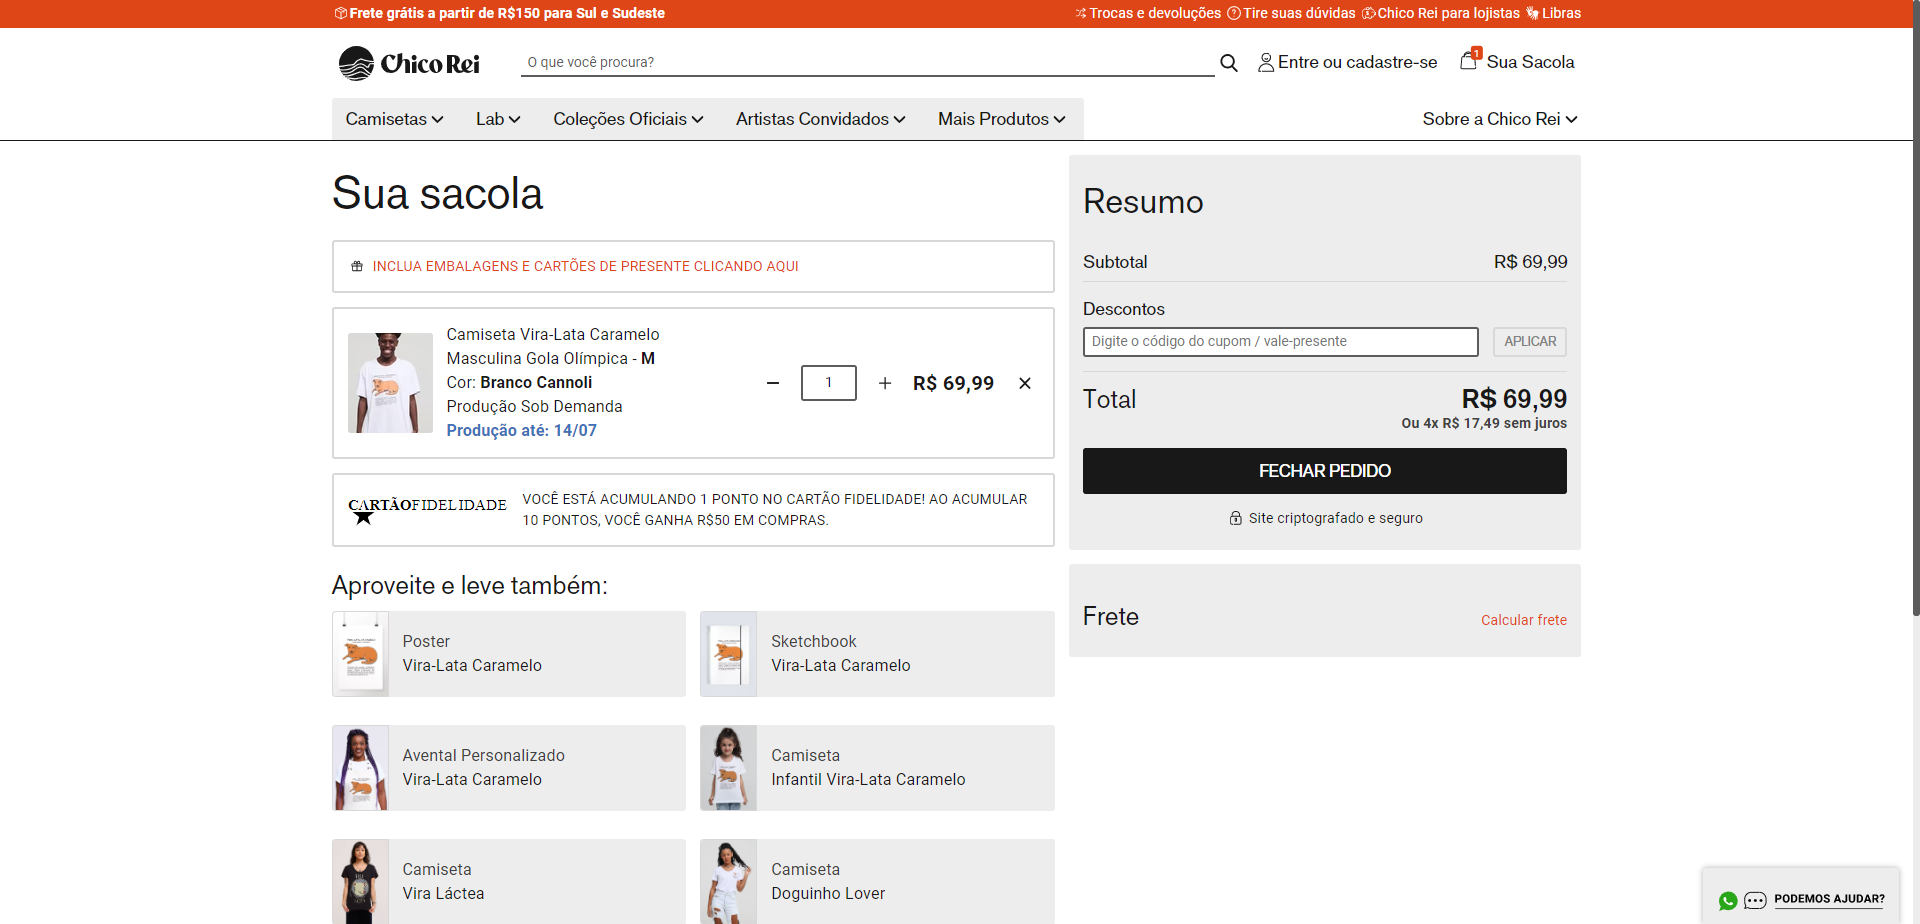 Frete grátis a partir de R$150 para Sul e Sudeste
Trocas e devoluções
Tire suas dúvidas
Chico Rei para lojistas
Libras
Chico Rei
O que você procura?
Entre ou cadastre-se
1
Sua Sacola
Camisetas
Lab
Coleções Oficiais
Artistas Convidados
Mais Produtos
Sobre a Chico Rei
Sua sacola
INCLUA EMBALAGENS E CARTÕES DE PRESENTE CLICANDO AQUI
Camiseta Vira-Lata Caramelo
Masculina Gola Olímpica - M
Cor: Branco Cannoli
Produção Sob Demanda
Produção até: 14/07
1
R$ 69,99
CARTÃOFIDELIDADE
VOCÊ ESTÁ ACUMULANDO 1 PONTO NO CARTÃO FIDELIDADE! AO ACUMULAR
10 PONTOS, VOCÊ GANHA R$50 EM COMPRAS.
Aproveite e leve também:
Poster
Vira-Lata Caramelo
Sketchbook
Vira-Lata Caramelo
Avental Personalizado
Vira-Lata Caramelo
Camiseta
Infantil Vira-Lata Caramelo
Camiseta
Vira Láctea
Camiseta
Doguinho Lover
Resumo
Subtotal
R$ 69,99
Descontos
Digite o código do cupom / vale-presente
APLICAR
Total
R$ 69,99
Ou 4x R$ 17,49 sem juros
FECHAR PEDIDO
Site criptografado e seguro
Frete
Calcular frete
PODEMOS AJUDAR?